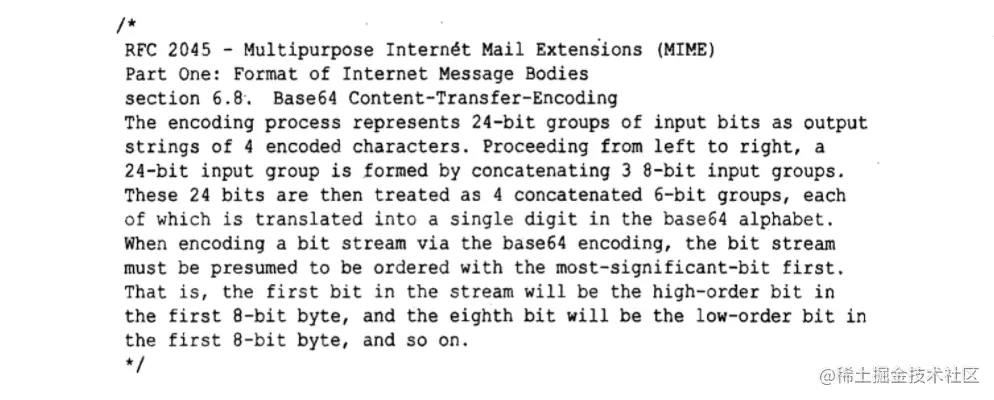 /*
RFC 2045 - Multipurpose Internét Mail Extensions (MIME)
Part One: Format of Internet Message Bodies
section 6.8. Base64 Content-Transfer-Encoding
The encoding process represents 24-bit groups of input bits as output
strings of 4 encoded characters. Proceeding from left to right, a
24-bit input group is formed by concatenating 3 8-bit input groups.
These 24 bits are then treated as 4 concatenated 6-bit groups, each
of which is translated into a single digit in the base64 alphabet.
When encoding a bit stream via the base64 encoding, the bit stream
must be presumed to be ordered with the most-significant-bit first.
That is, the first bit in the stream will be the high-order bit in
the first 8-bit byte, and the eighth bit will be the low-order bit in
the first 8-bit byte, and so on.
*/
@稀土掘金技术社区